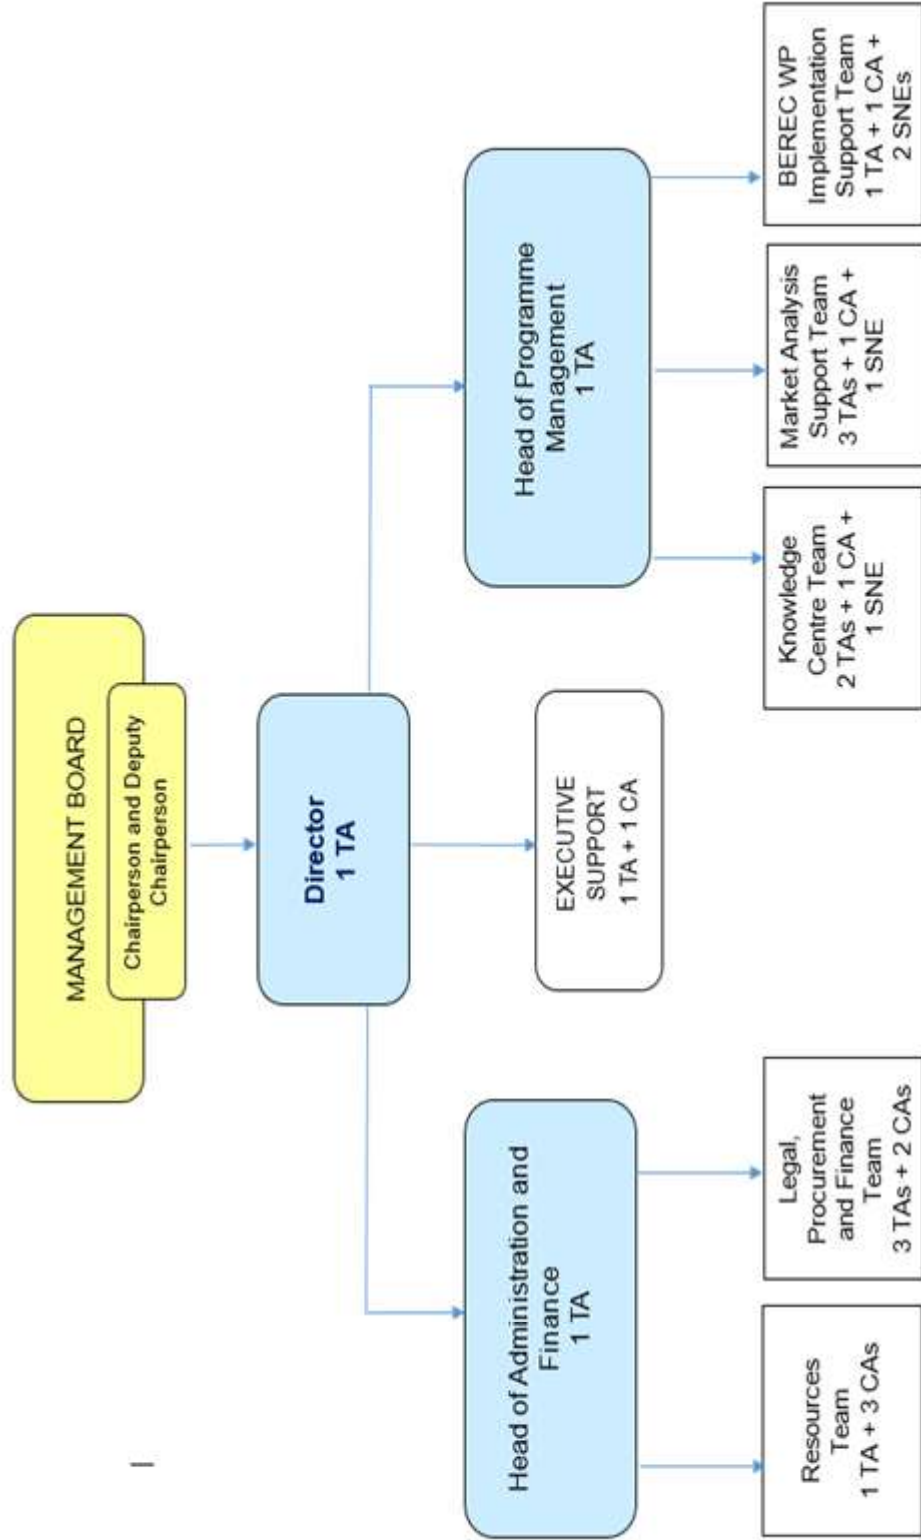 MANAGEMENT BOARD
Chairperson and Deputy
Chairperson
Director
1 TA
EXECUTIVE
SUPPORT
1 TA + 1 CA
Head of Administration and
Finance
1 TA
Head of Programme
Management
1 TA
Resources
Team
1 TA + 3 CAs
Legal,
Procurement
and Finance
Team
3 TAs + 2 CAs
Knowledge
Centre Team
2 TAs + 1 CA +
1 SNE
Market Analysis
Support Team
3 TAs + 1 CA +
1 SNE
BEREC WP
Implementation
Support Team
1 TA + 1 CA +
2 SNEs